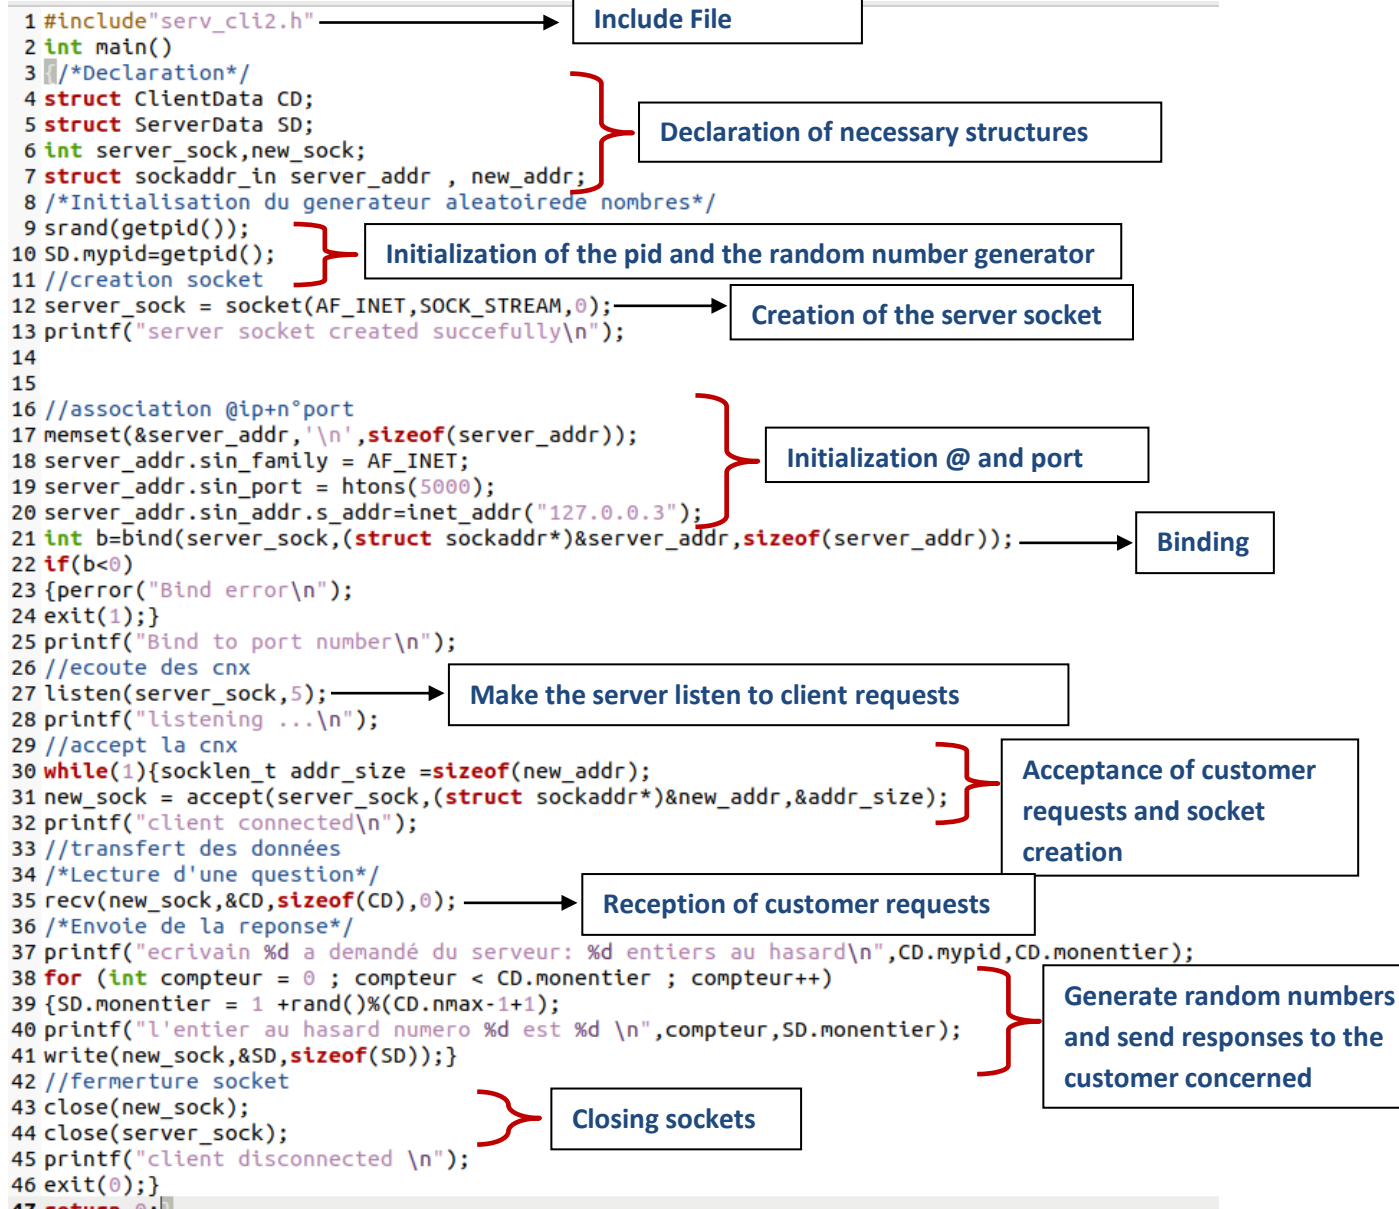 1 #include"serv_cli2.h"
Include File
2 int main()
3 {/*Declaration*/
4 struct ClientData CD;
5 struct ServerData SD;
Declaration of necessary structures
6 int server_sock,new_sock;
7 struct sockaddr_in server_addr , new_addr;
8 /*Initialisation du generateur aleatoirede nombres*/
9 srand(getpid());
Initialization of the pid and the random number generator
10 SD.mypid=getpid();
11 //creation socket
12 server_sock = socket(AF_INET,SOCK_STREAM,0);
Creation of the server socket
13 printf("server socket created succefully\n");
14
15
16 //association @ip+n°port
17 memset(&server_addr,'\n',sizeof(server_addr));
18 server_addr.sin_family = AF_INET;
Initialization @ and port
19 server_addr.sin_port = htons(5000);
20 server_addr.sin_addr.s_addr=inet_addr("127.0.0.3");
21 int b=bind(server_sock,(struct sockaddr*)&server_addr,sizeof(server_addr));
Binding
22 if(b<0)
23 {perror("Bind error\n");
24 exit(1);}
25 printf("Bind to port number\n");
26 //ecoute des cnx
27 listen(server_sock,5);
Make the server listen to client requests
28 printf("listening ...\n");
29 //accept la cnx
30 while(1){socklen_t addr_size =sizeof(new_addr);
31 new_sock = accept(server_sock,(struct sockaddr*)&new_addr,&addr_size);
32 printf("client connected\n");
Acceptance of customer
requests and socket
creation
33 //transfert des données
34 /*Lecture d'une question*/
35 recv(new_sock,&CD,sizeof(CD),0);
Reception of customer requests
36 /*Envoie de la reponse*/
37 printf("ecrivain %d a demandé du serveur: %d entiers au hasard\n",CD.mypid,CD.monentier);
38 for (int compteur = 0 ; compteur < CD.monentier ; compteur++)
39 {SD.monentier = 1 +rand()%(CD.nmax-1+1);
40 printf("l'entier au hasard numero %d est %d \n",compteur,SD.monentier);
41 write(new_sock,&SD,sizeof(SD));}
Generate random numbers
and send responses to the
customer concerned
42 //fermerture socket
43 close(new_sock);
Closing sockets
44 close(server_sock);
45 printf("client disconnected \n");
46 exit(0);}
47 return 0;}